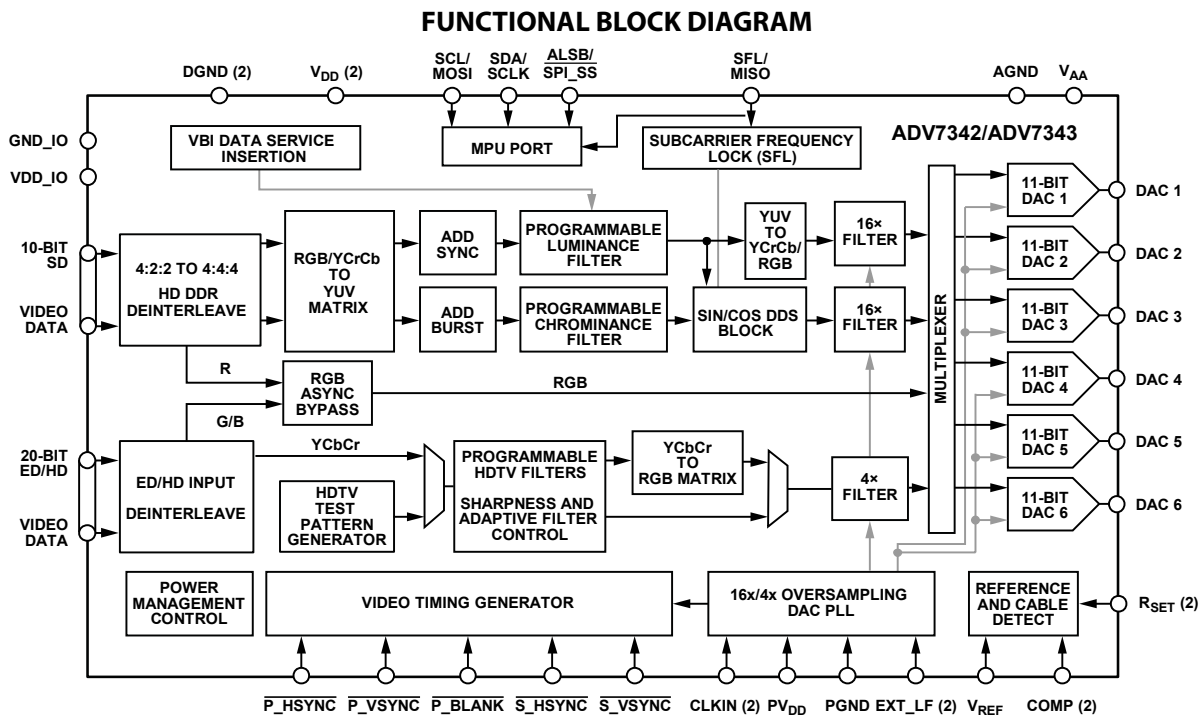 FUNCTIONAL BLOCK DIAGRAM
DGND (2)
VDD (2)
SCL/
MOSI
SDA/
SCLK
ALSB/
SPI_SS
SFL/
MISO
AGND
VAA
GND_IO
VDD_IO
VBI DATA SERVICE
INSERTION
MPU PORT
SUBCARRIER FREQUENCY
LOCK (SFL)
ADV7342/ADV7343
10-BIT
SD
VIDEO
DATA
4:2:2 TO 4:4:4
HD DDR
DEINTERLEAVE
RGB/YCrCb
TO
YUV
MATRIX
ADD
SYNC
PROGRAMMABLE
LUMINANCE
FILTER
YUV
TO
YCrCb/
RGB
16×
FILTER
ADD
BURST
PROGRAMMABLE
CHROMINANCE
FILTER
SIN/COS DDS
BLOCK
16×
FILTER
MULTIPLEXER
11-BIT
DAC 1
DAC 1
11-BIT
DAC 2
DAC 2
11-BIT
DAC 3
DAC 3
11-BIT
DAC 4
DAC 4
11-BIT
DAC 5
DAC 5
11-BIT
DAC 6
DAC 6
R
G/B
RGB
ASYNC
BYPASS
RGB
20-BIT
ED/HD
VIDEO
DATA
ED/HD INPUT
DEINTERLEAVE
YCbCr
HDTV
TEST
PATTERN
GENERATOR
PROGRAMMABLE
HDTV FILTERS
SHARPNESS AND
ADAPTIVE FILTER
CONTROL
YCbCr
TO
RGB MATRIX
4×
FILTER
POWER
MANAGEMENT
CONTROL
VIDEO TIMING GENERATOR
16x/4x OVERSAMPLING
DAC PLL
REFERENCE
AND CABLE
DETECT
RSET (2)
P_HSYNC
P_VSYNC
P_BLANK
S_HSYNC
S_VSYNC
CLKIN (2)
PVDD
PGND
EXT_LF (2)
VREF
COMP (2)